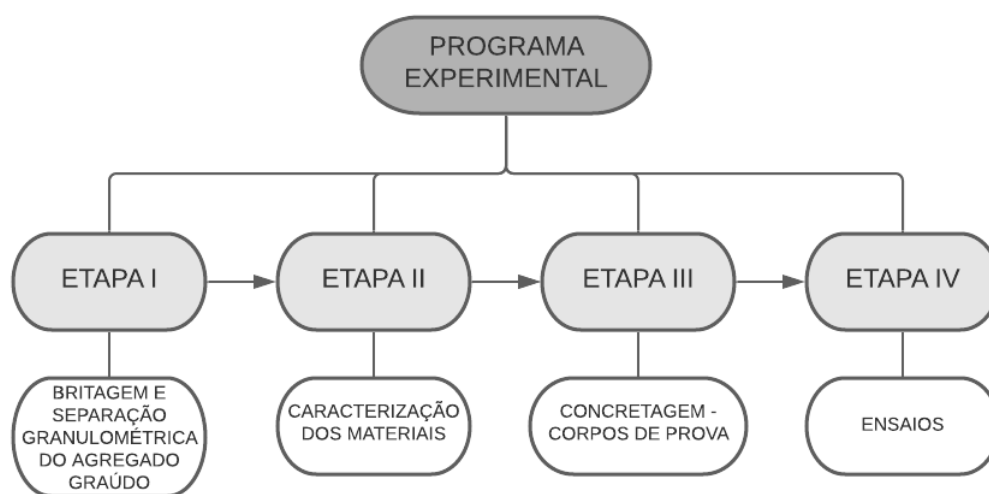 PROGRAMA
EXPERIMENTAL
ETAPA I
ETAPA II
ETAPA III
ETAPA IV
BRITAGEM E
SEPARAÇÃO
GRANULOMÉTRICA
DO AGREGADO
GRAÚDO
CARACTERIZAÇÃO
DOS MATERIAIS
CONCRETAGEM -
CORPOS DE PROVA
ENSAIOS